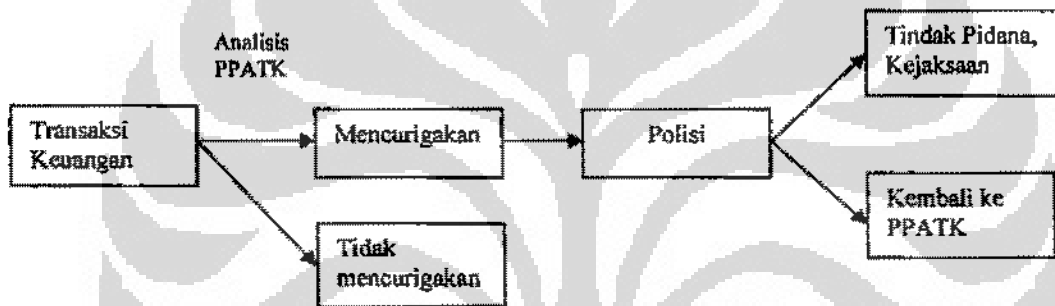 Analisis
PPATK
Transaksi
Keuangan
Mencurigakan
Tidak
mencurigakan
Polisi
Tindak Pidana,
Kejaksaan
Kembali ke
PPATK